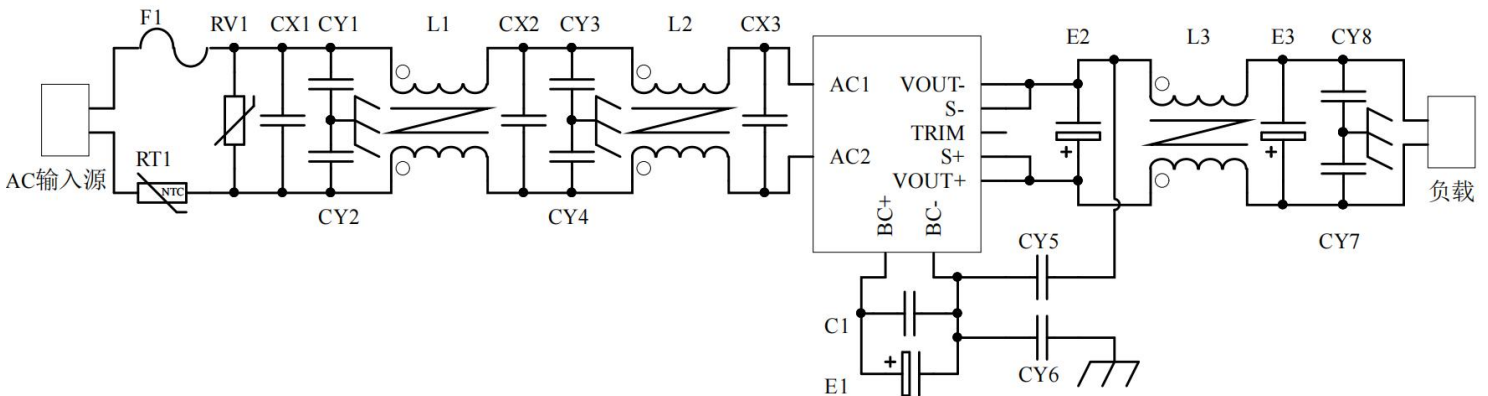 F1
RV1 CX1 CY1 L1 CX2 CY3 L2 CX3 E2 L3 E3 CY8
AC1 VOUT-
S-
TRIM
AC2 S+
VOUT+
RT1
NTC
AC输入源 负载
CY2 CY4 BC+ BC- CY5 CY7
C1
+ + +
E1 CY6